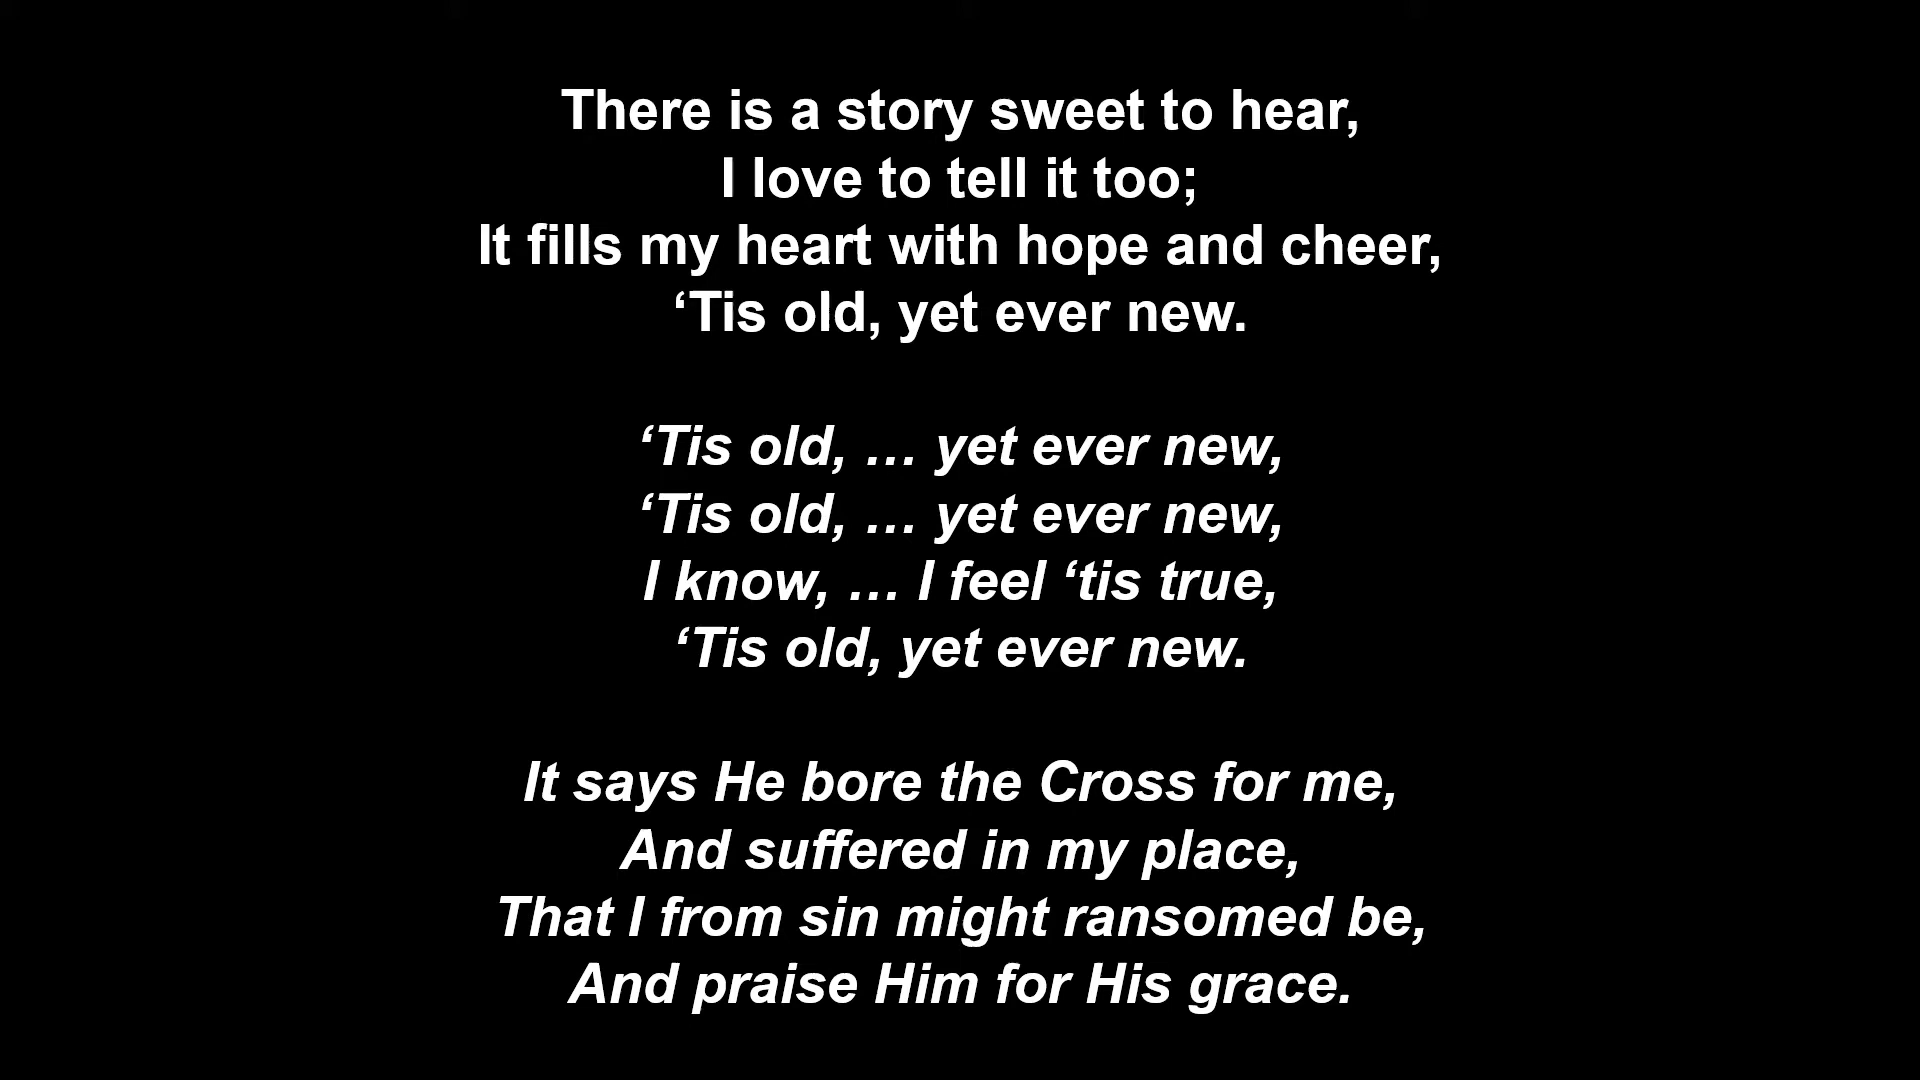 There is a story sweet to hear,
I love to tell it too;
It fills my heart with hope and cheer,
‘Tis old, yet ever new.
‘Tis old, … yet ever new,
‘Tis old, … yet ever new,
I know, … I feel ‘tis true,
‘Tis old, yet ever new.
It says He bore the Cross for me,
And suffered in my place,
That I from sin might ransomed be,
And praise Him for His grace.